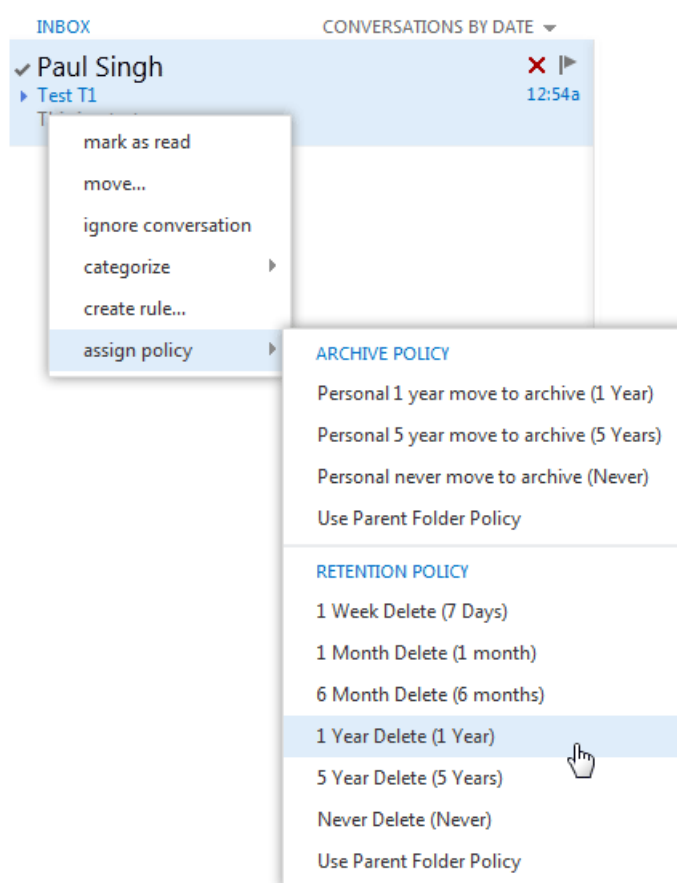 INBOX CONVERSATIONS BY DATE
Paul Singh
Test T1 12:54a
mark as read
move...
ignore conversation
categorize
create rule...
assign policy
ARCHIVE POLICY
Personal 1 year move to archive (1 Year)
Personal 5 year move to archive (5 Years)
Personal never move to archive (Never)
Use Parent Folder Policy
RETENTION POLICY
1 Week Delete (7 Days)
1 Month Delete (1 month)
6 Month Delete (6 months)
1 Year Delete (1 Year)
5 Year Delete (5 Years)
Never Delete (Never)
Use Parent Folder Policy